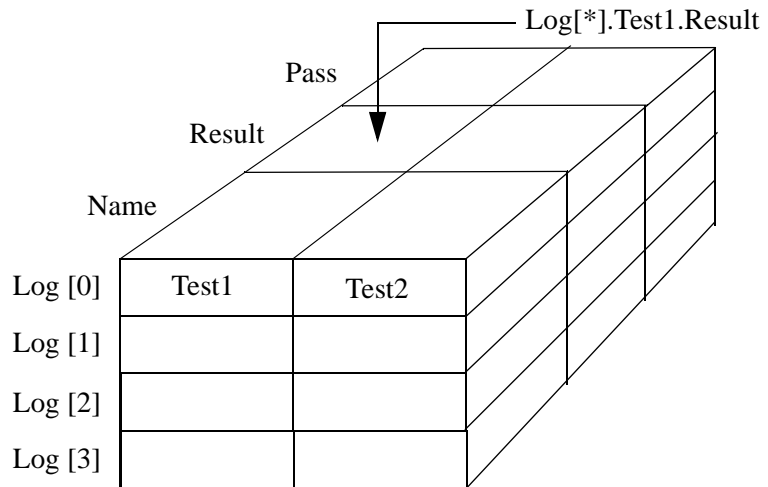 Log[*].Test1.Result
Pass
Result
Name
Log [0]
Test1
Test2
Log [1]
Log [2]
Log [3]